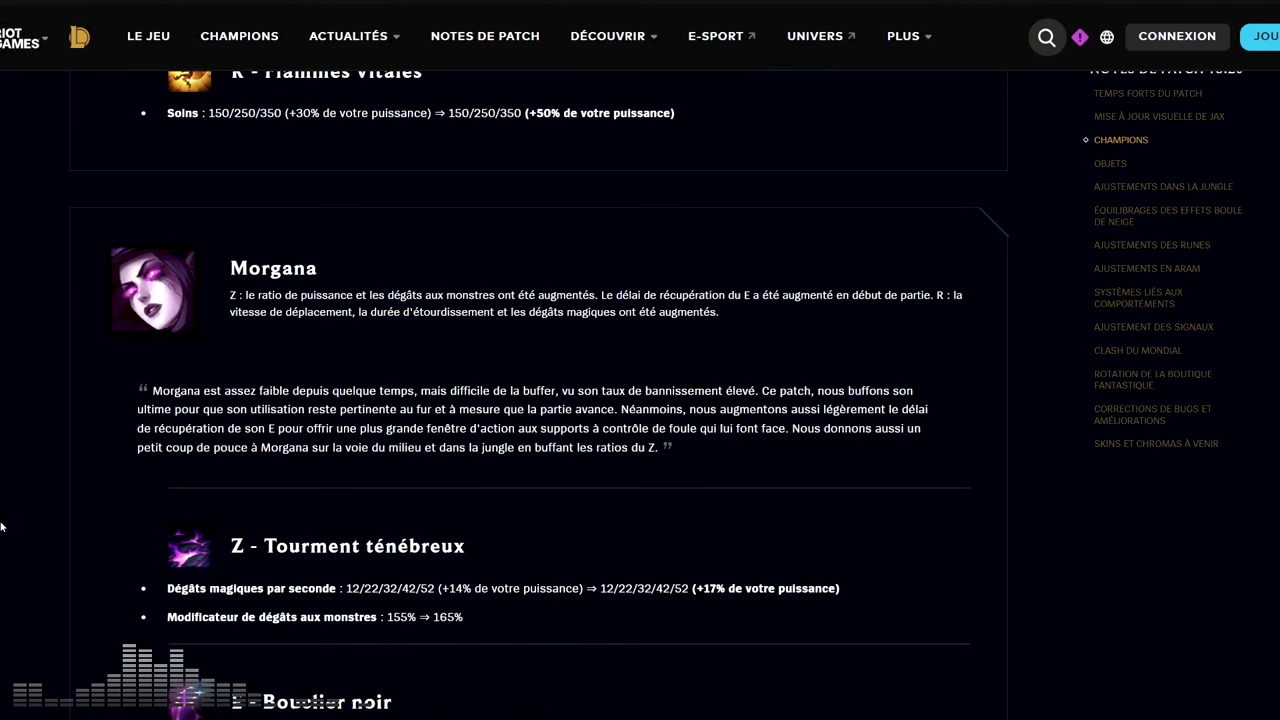 RIOT
GAMES
LE JEU
CHAMPIONS
ACTUALITÉS
NOTES DE PATCH
DÉCOUVRIR
E-SPORT
UNIVERS
PLUS
CONNEXION
JOU
R - Flammes vitales
• Soins : 150/250/350 (+30% de votre puissance) ⇒ 150/250/350 (+50% de votre puissance)
Morgana
Z : le ratio de puissance et les dégâts aux monstres ont été augmentés. Le délai de récupération du E a été augmenté en début de partie. R : la
vitesse de déplacement, la durée d'étourdissement et les dégâts magiques ont été augmentés.
“ Morgana est assez faible depuis quelque temps, mais difficile de la buffer, vu son taux de bannissement élevé. Ce patch, nous buffons son
ultime pour que son utilisation reste pertinente au fur et à mesure que la partie avance. Néanmoins, nous augmentons aussi légèrement le délai
de récupération de son E pour offrir une plus grande fenêtre d'action aux supports à contrôle de foule qui lui font face. Nous donnons aussi un
petit coup de pouce à Morgana sur la voie du milieu et dans la jungle en buffant les ratios du Z. ”
Z - Tourment ténébreux
• Dégâts magiques par seconde : 12/22/32/42/52 (+14% de votre puissance) ⇒ 12/22/32/42/52 (+17% de votre puissance)
• Modificateur de dégâts aux monstres : 155% ⇒ 165%
E - Bouclier noir
NOTES DE PATCH 13.20
TEMPS FORTS DU PATCH
MISE À JOUR VISUELLE DE JAX
CHAMPIONS
OBJETS
AJUSTEMENTS DANS LA JUNGLE
ÉQUILIBRAGES DES EFFETS BOULE
DE NEIGE
AJUSTEMENTS DES RUNES
AJUSTEMENTS EN ARAM
SYSTÈMES LIÉS AUX
COMPORTEMENTS
AJUSTEMENT DES SIGNAUX
CLASH DU MONDIAL
ROTATION DE LA BOUTIQUE
FANTASTIQUE
CORRECTIONS DE BUGS ET
AMÉLIORATIONS
SKINS ET CHROMAS À VENIR